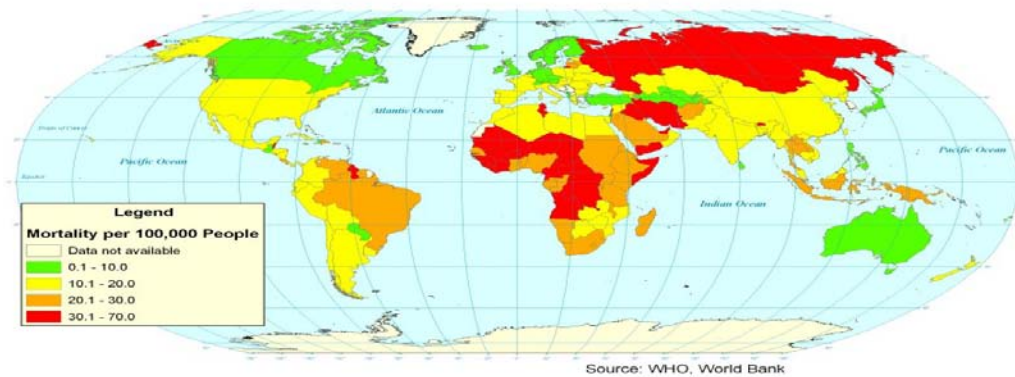 Atlantic Ocean
Pacific Ocean
Pacific Ocean
Equator
Indian Ocean
Legend
Mortality per 100,000 People
Data not available
0.1 - 10.0
10.1 - 20.0
20.1 - 30.0
30.1 - 70.0
Source: WHO, World Bank